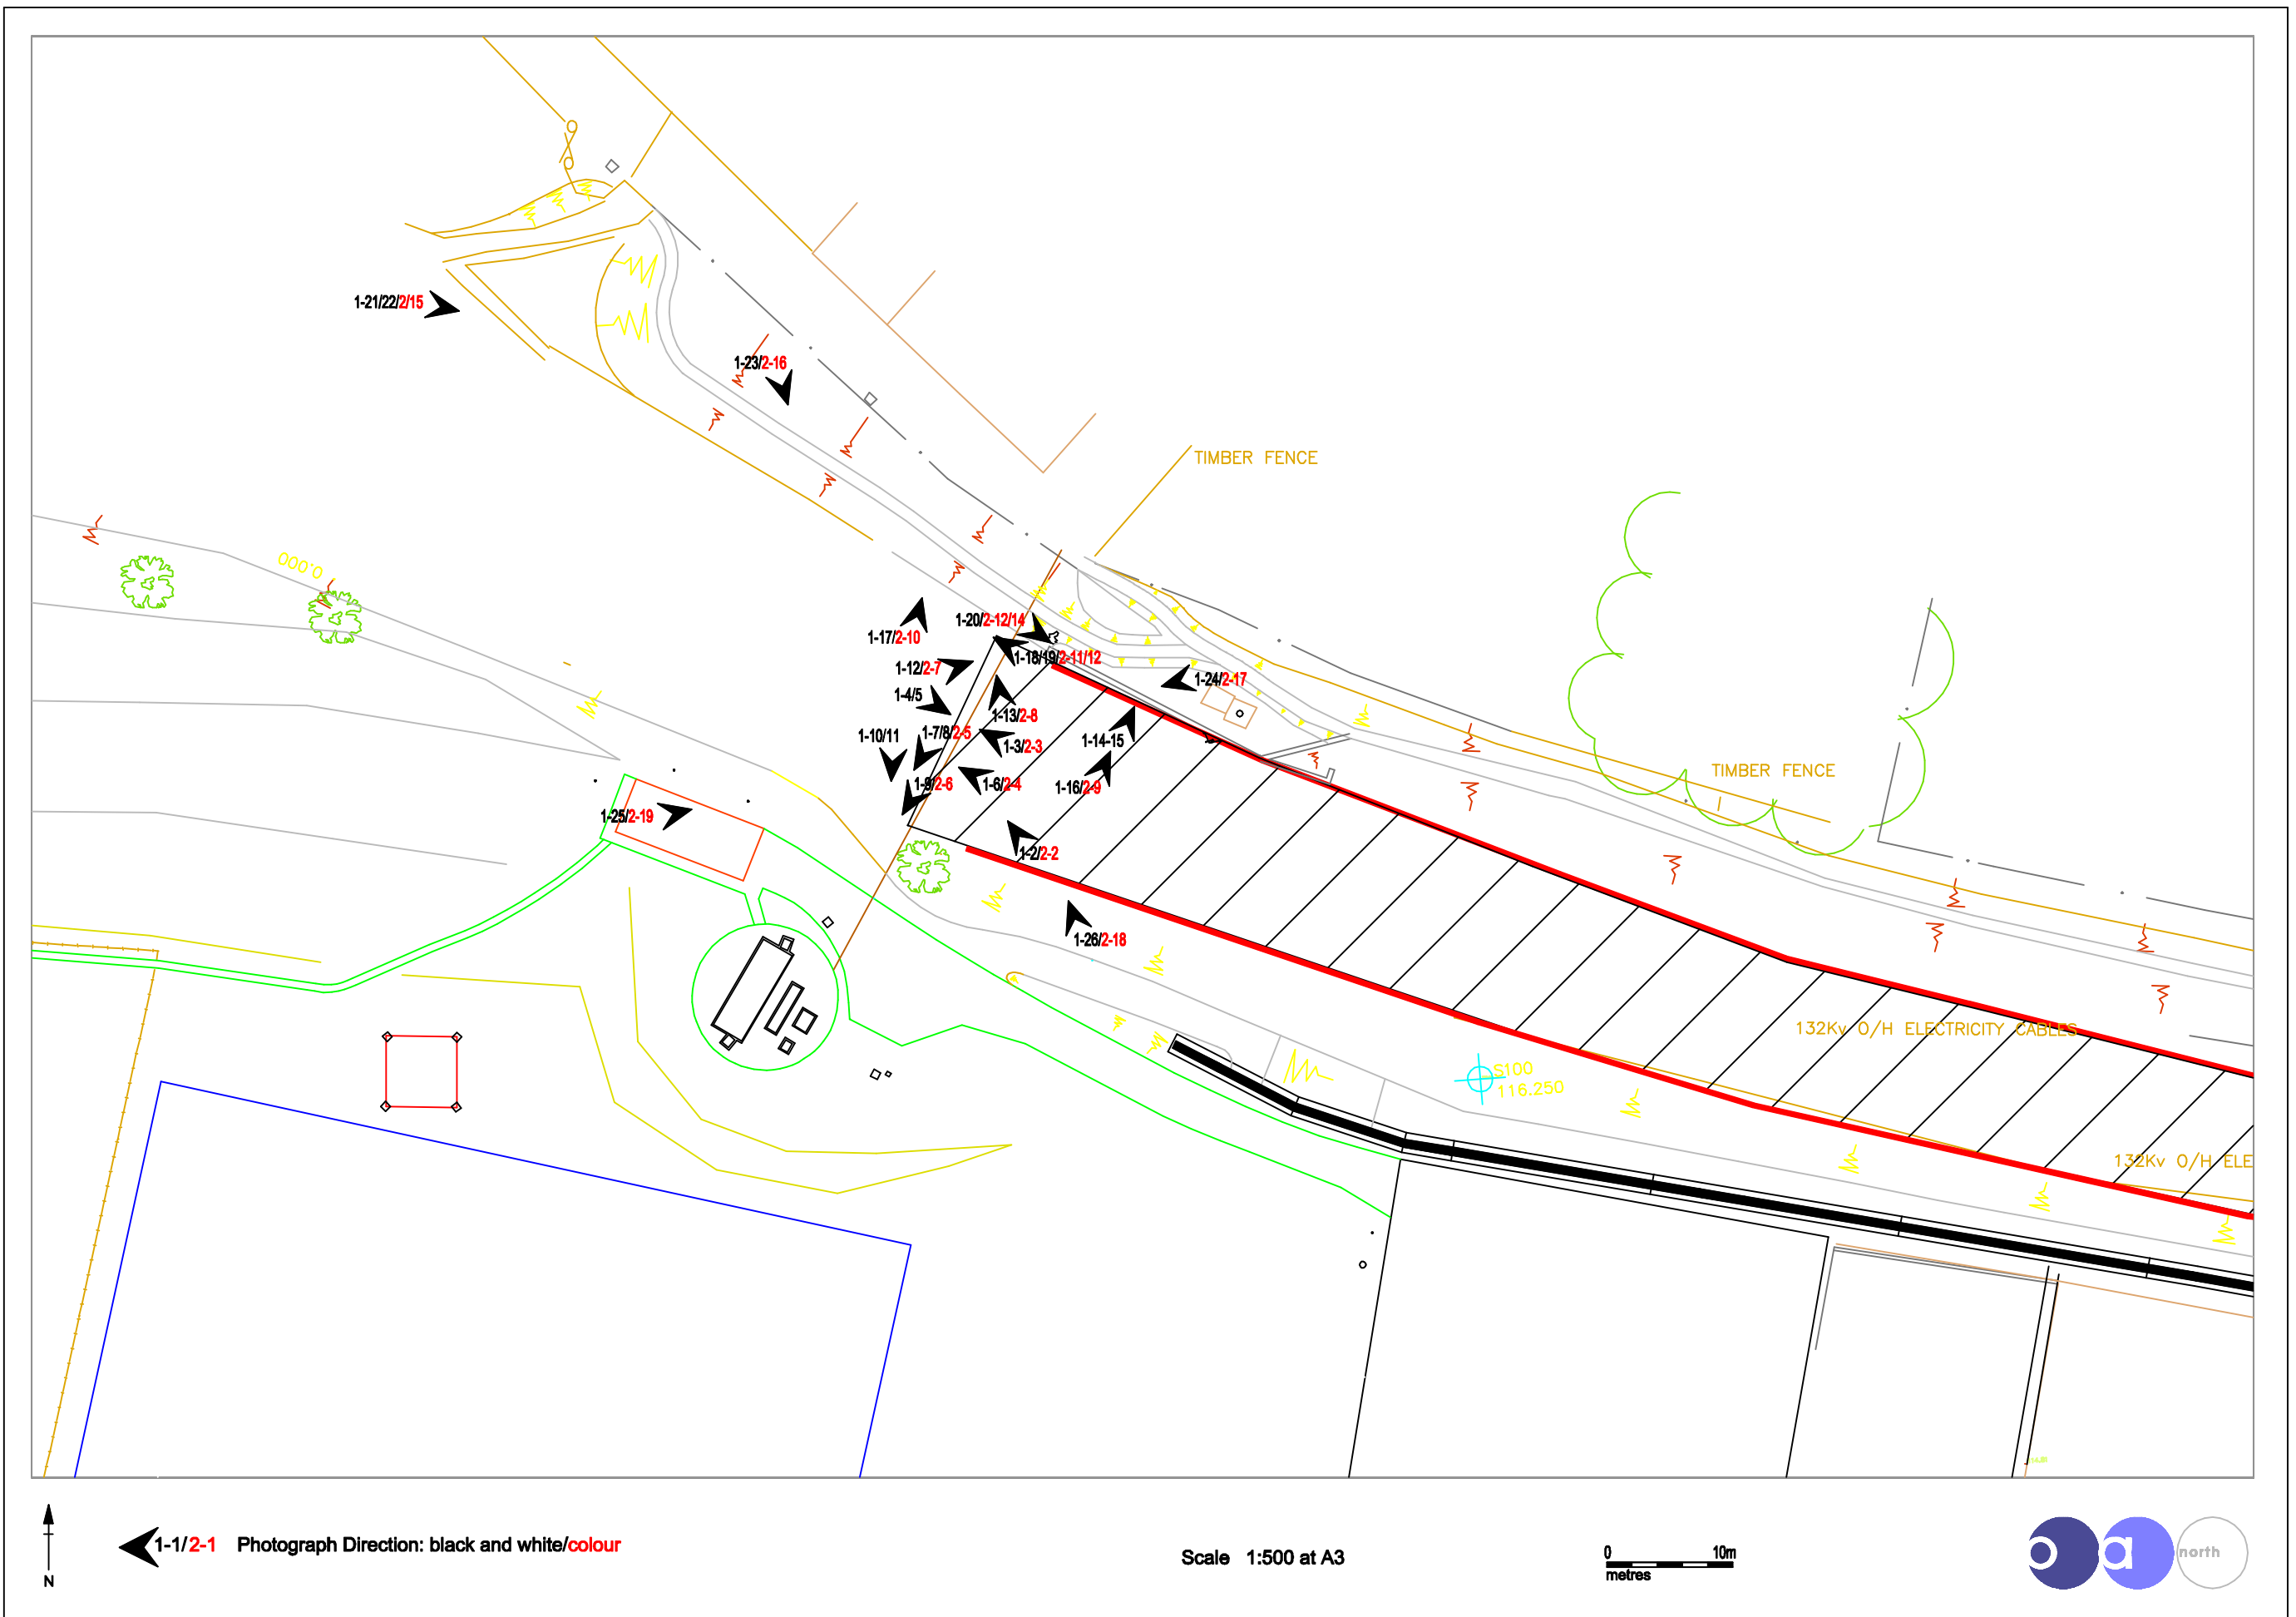 1-21/22/2/15
1-23/2-16
TIMBER FENCE
0.000
1-20/2-12/14
1-17/2-10
1-18/19/2-11/12
1-12/2-7
1-24/2-17
1-4/5
1-13/2-8
1-10/11
1-7/8/2-5
1-14-15
1-3/2-3
TIMBER FENCE
1-9/2-6
1-6/2-4
1-16/2-9
1-25/2-19
1-2/2-2
1-26/2-18
132Kv O/H ELECTRICITY CABLES
S100
116.250
132Kv O/H ELE
N
1-1/2-1 Photograph Direction: black and white/colour
Scale 1:500 at A3
0 10m
metres
oa north